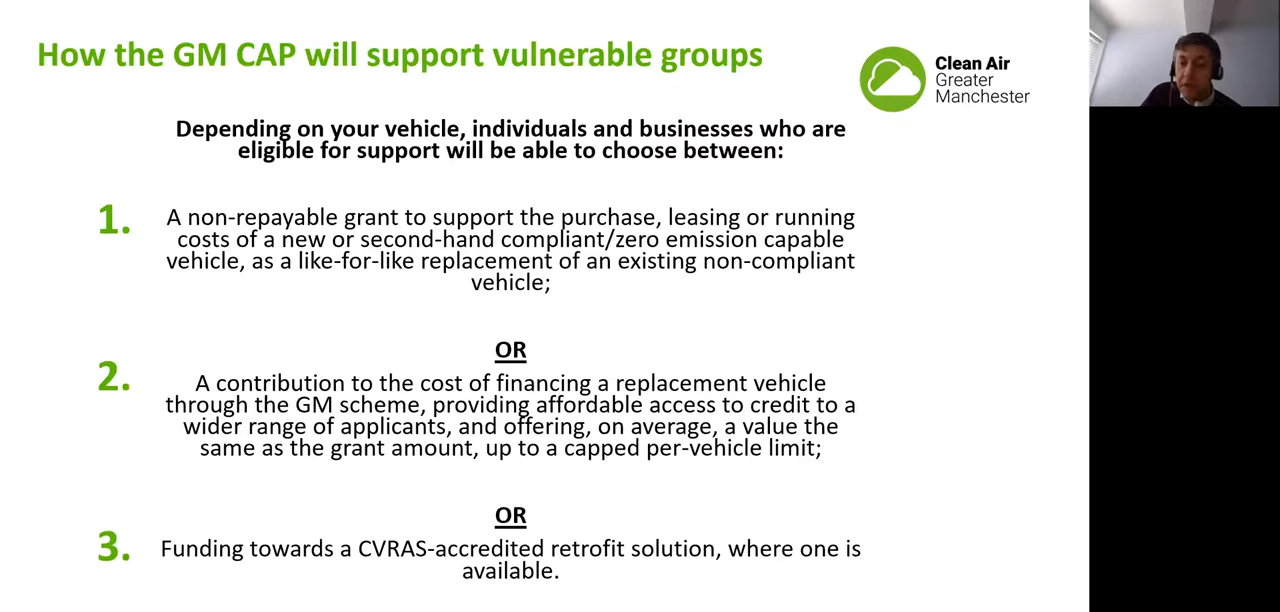 How the GM CAP will support vulnerable groups
Clean Air
Greater
Manchester
Depending on your vehicle, individuals and businesses who are
eligible for support will be able to choose between:
1. A non-repayable grant to support the purchase, leasing or running
costs of a new or second-hand compliant/zero emission capable
vehicle, as a like-for-like replacement of an existing non-compliant
vehicle;
OR
2. A contribution to the cost of financing a replacement vehicle
through the GM scheme, providing affordable access to credit to a
wider range of applicants, and offering, on average, a value the
same as the grant amount, up to a capped per-vehicle limit;
OR
3. Funding towards a CVRAS-accredited retrofit solution, where one is
available.